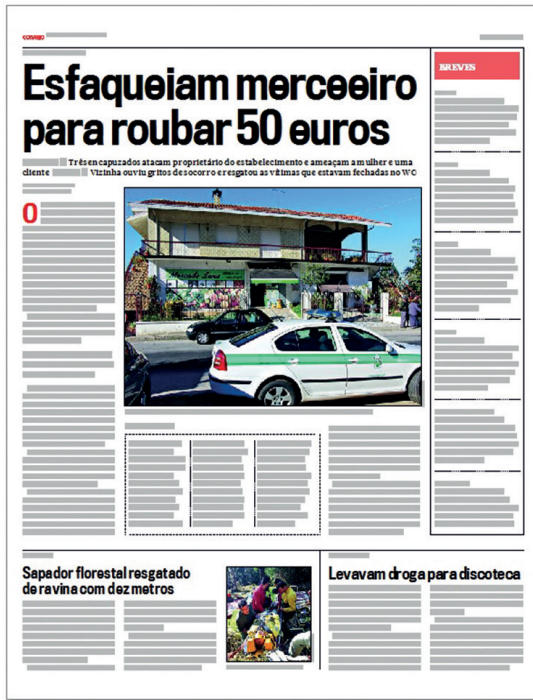 CORREIO
Esfaqueiam merceeiro
para roubar 50 euros
Três encapuzados atacam proprietário do estabelecimento e ameaçam a mulher e uma
cliente Vizinha ouviu gritos de socorro e resgatou as vítimas que estavam fechadas no WC
BREVES
O
Mercado Lena
Sapador florestal resgatado
de ravina com dez metros
Levavam droga para discoteca